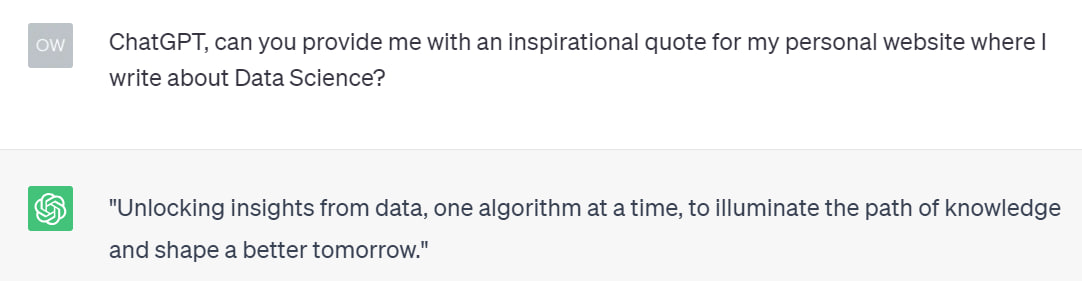 OW
ChatGPT, can you provide me with an inspirational quote for my personal website where I
write about Data Science?
"Unlocking insights from data, one algorithm at a time, to illuminate the path of knowledge
and shape a better tomorrow."